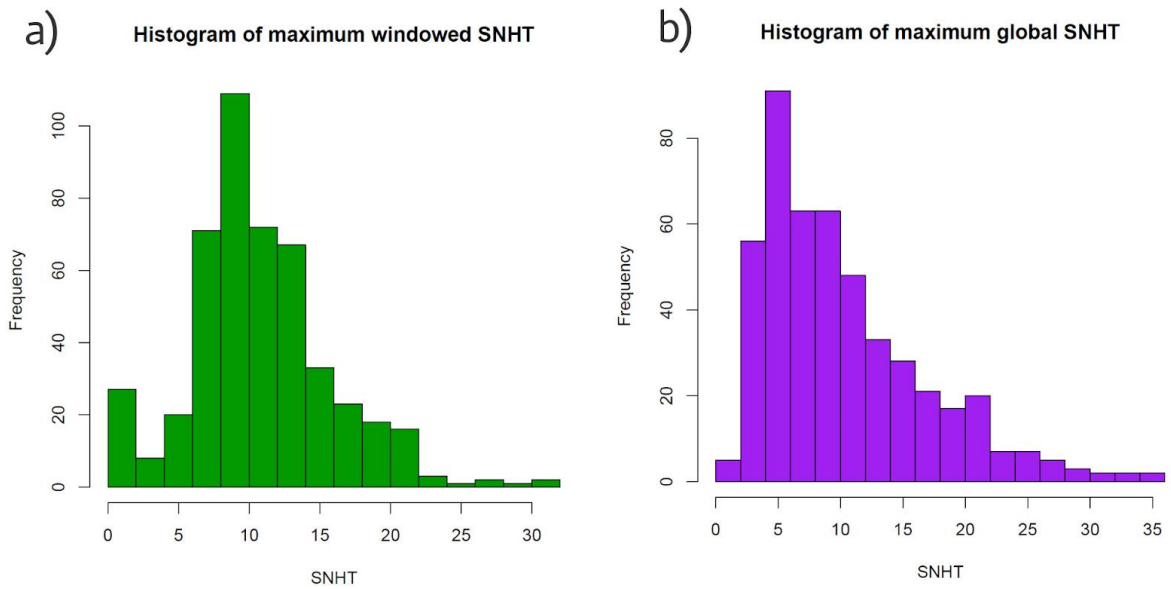 a)
Histogram of maximum windowed SNHT
Frequency
100
80
60
40
20
0
0 5 10 15 20 25 30
SNHT
b)
Histogram of maximum global SNHT
Frequency
80
60
40
20
0
0 5 10 15 20 25 30 35
SNHT